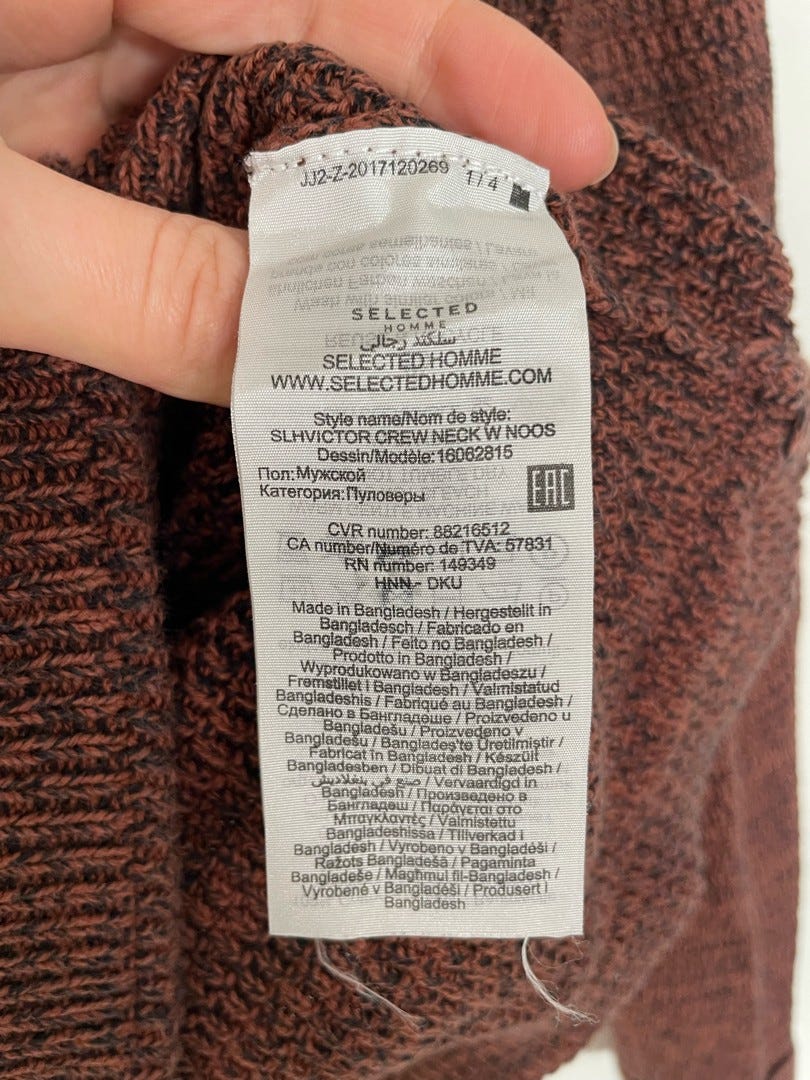 JJ2-Z-2017120269 1/4
SELECTED
HOMME
سلكتد رجالي
SELECTED HOMME
WWW.SELECTEDHOMME.COM
Style name/Nom de style:
SLHVICTOR CREW NECK W NOOS
Dessin/Modèle:16062815
Пол:Мужской
Категория:Пуловеры
EAC
CVR number: 88216512
CA number/Numéro de TVA: 57831
RN number: 149349
HNN - DKU
Made in Bangladesh / Hergestellt in
Bangladesch / Fabricado en
Bangladesh / Feito no Bangladesh /
Prodotto in Bangladesh /
Wyprodukowano w Bangladeszu /
Fremstillet i Bangladesh / Valmistatud
Bangladeshis / Fabriqué au Bangladesh /
Сделано в Бангладеше / Proizvedeno u
Bangladešu / Proizvedeno v
Bangladešu / Bangladeş'te Üretilmiştir /
Fabricat in Bangladesh / Készült
Bangladesben / Dibuat di Bangladesh /
صنع في بنغلاديش / Vervaardigd in
Bangladesh / Произведено в
Бангладеш / Παράγεται στο
Μπαγκλαντές / Valmistettu
Bangladeshissa / Tillverkad i
Bangladesh / Vyrobeno v Bangladéši /
Ražots Bangladešā / Pagaminta
Bangladeše / Magħmul fil-Bangladesh /
Vyrobené v Bangladéši / Produsert i
Bangladesh